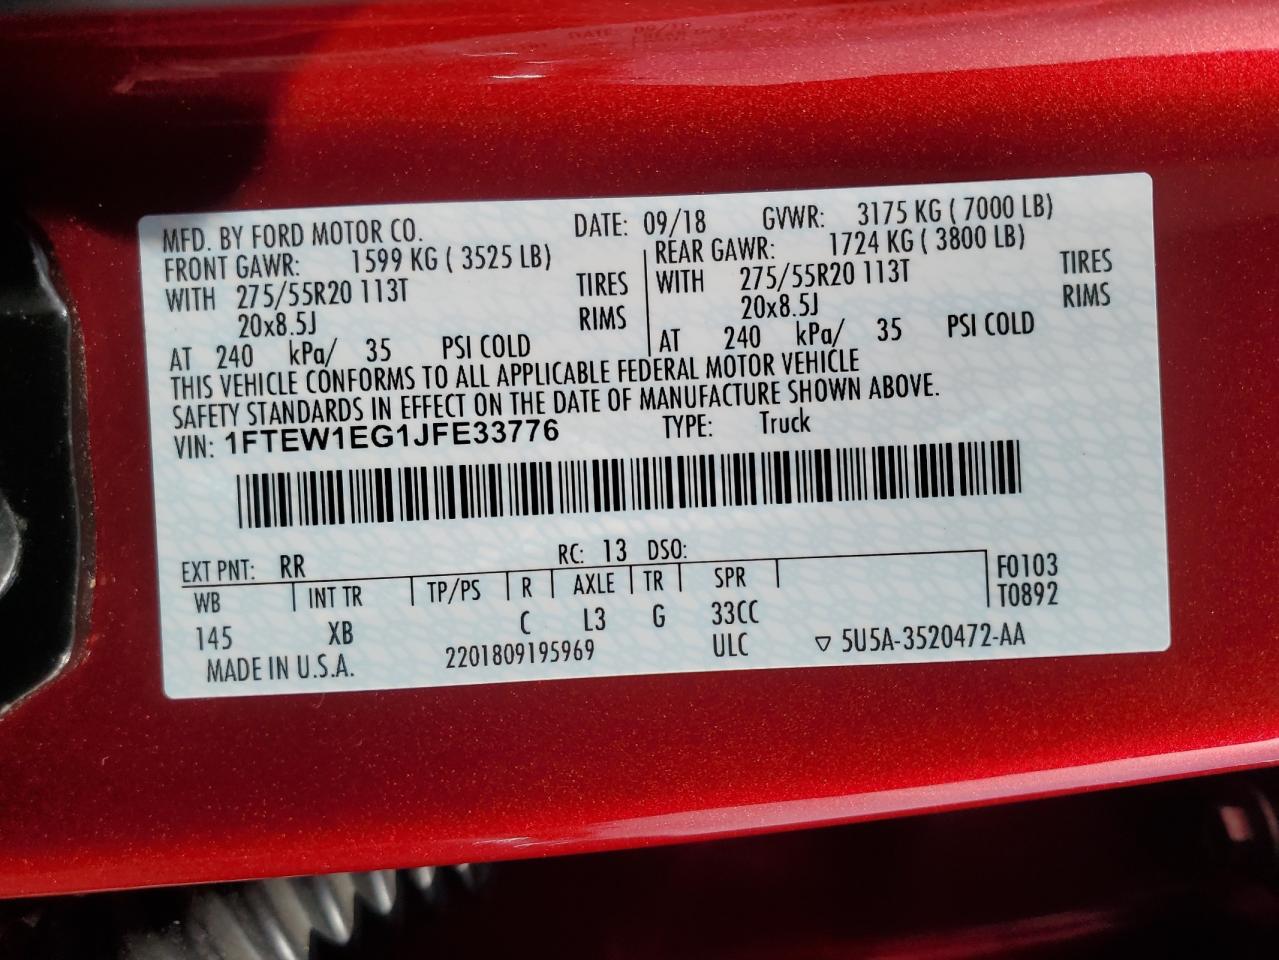 MFD. BY FORD MOTOR CO. DATE: 09/18 GVWR: 3175 KG ( 7000 LB)
FRONT GAWR: 1599 KG ( 3525 LB) REAR GAWR: 1724 KG ( 3800 LB)
WITH 275/55R20 113T TIRES WITH 275/55R20 113T TIRES
20x8.5J RIMS 20x8.5J RIMS
AT 240 kPa/ 35 PSI COLD AT 240 kPa/ 35 PSI COLD
THIS VEHICLE CONFORMS TO ALL APPLICABLE FEDERAL MOTOR VEHICLE
SAFETY STANDARDS IN EFFECT ON THE DATE OF MANUFACTURE SHOWN ABOVE.
VIN: 1FTEW1EG1JFE33776 TYPE: Truck
EXT PNT: RR RC: 13 DSO:
WB INT TR TP/PS R AXLE TR SPR F0103
T0892
145 XB C L3 G 33CC
MADE IN U.S.A. 2201809195969 ULC ▽ 5U5A-3520472-AA